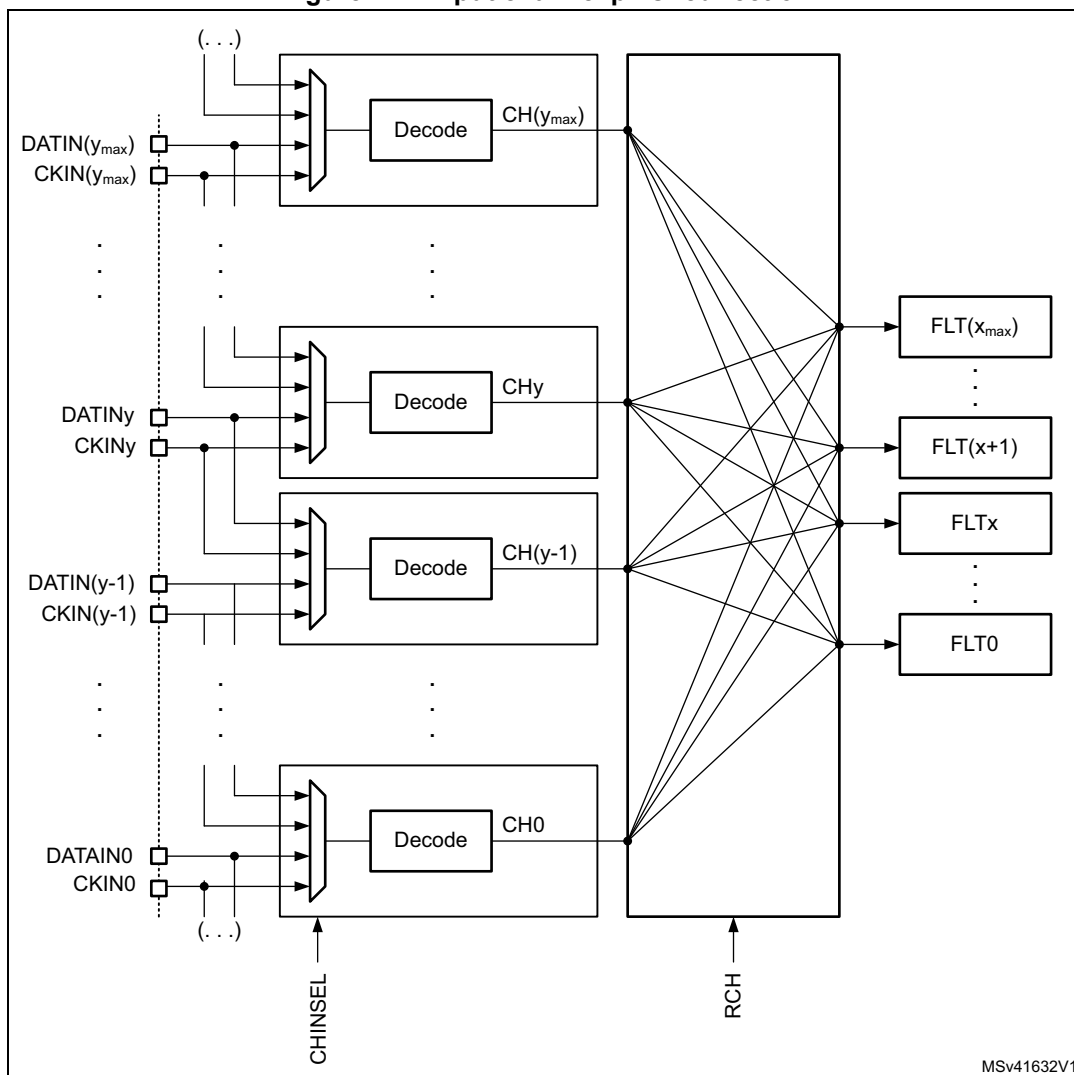 (. . .)
DATIN(ymax)
CKIN(ymax)
Decode
CH(ymax)
FLT(xmax)
DATINy
CKINy
Decode
CHy
FLT(x+1)
FLTx
DATIN(y-1)
CKIN(y-1)
Decode
CH(y-1)
FLT0
DATAIN0
CKIN0
Decode
CH0
(. . .)
CHINSEL
RCH
MSv41632V1